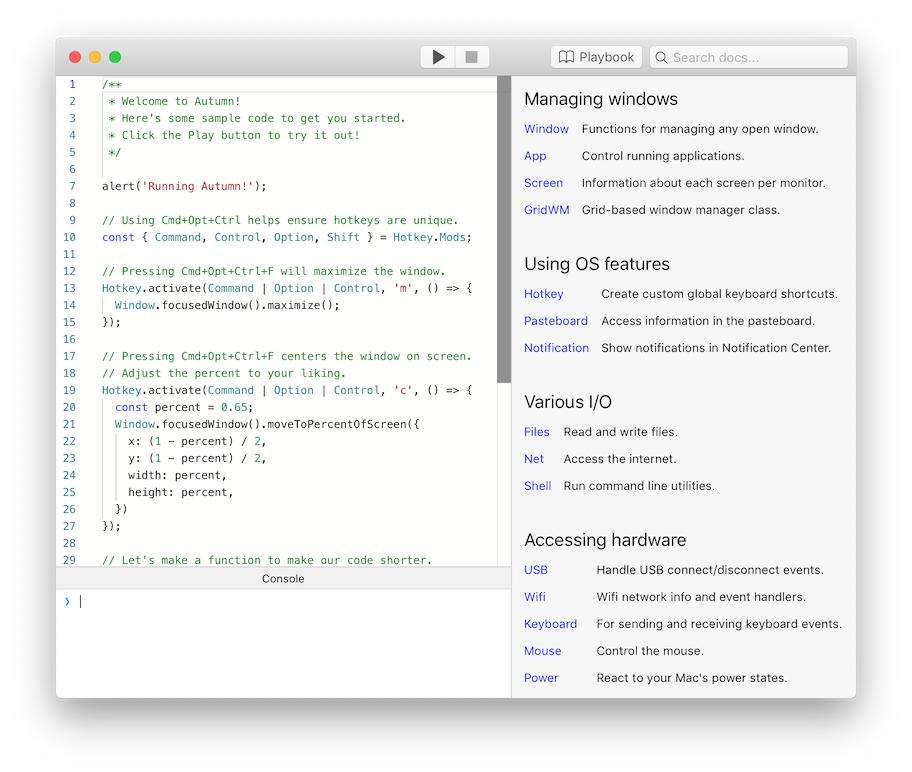 Playbook
Search docs...
1 /**
2  * Welcome to Autumn!
3  * Here's some sample code to get you started.
4  * Click the Play button to try it out!
5  */
6
7 alert('Running Autumn!');
8
9 // Using Cmd+Opt+Ctrl helps ensure hotkeys are unique.
10 const { Command, Control, Option, Shift } = Hotkey.Mods;
11
12 // Pressing Cmd+Opt+Ctrl+F will maximize the window.
13 Hotkey.activate(Command | Option | Control, 'm', () => {
14   Window.focusedWindow().maximize();
15 });
16
17 // Pressing Cmd+Opt+Ctrl+F centers the window on screen.
18 // Adjust the percent to your liking.
19 Hotkey.activate(Command | Option | Control, 'c', () => {
20   const percent = 0.65;
21   Window.focusedWindow().moveToPercentOfScreen({
22     x: (1 - percent) / 2,
23     y: (1 - percent) / 2,
24     width: percent,
25     height: percent,
26   })
27 });
28
29 // Let's make a function to make our code shorter.
Console
❯
Managing windows
Window Functions for managing any open window.
App Control running applications.
Screen Information about each screen per monitor.
GridWM Grid-based window manager class.
Using OS features
Hotkey Create custom global keyboard shortcuts.
Pasteboard Access information in the pasteboard.
Notification Show notifications in Notification Center.
Various I/O
Files Read and write files.
Net Access the internet.
Shell Run command line utilities.
Accessing hardware
USB Handle USB connect/disconnect events.
Wifi Wifi network info and event handlers.
Keyboard For sending and receiving keyboard events.
Mouse Control the mouse.
Power React to your Mac's power states.